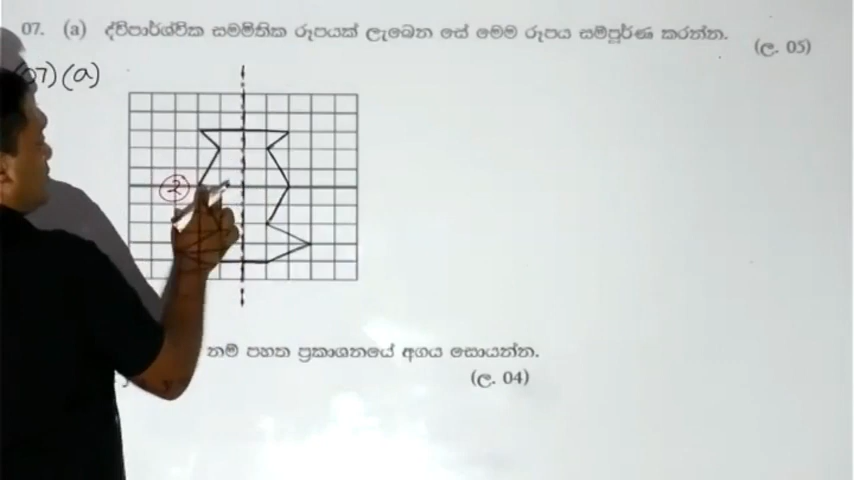 07. (a) ද්විපාර්ශ්වික සමමිතික රූපයක් ලැබෙන සේ මෙම රූපය සම්පූර්ණ කරන්න.
(ල. 05)
07) (a)
2
නම් පහත ප්‍රකාශනයේ අගය සොයන්න.
(ල. 04)